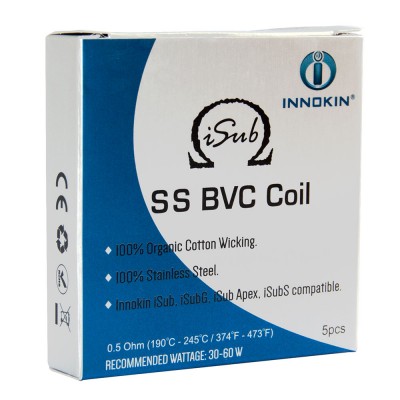 INNOKIN®
iSub
SS BVC Coil
100% Organic Cotton Wicking.
100% Stainless Steel.
Innokin iSub, iSubG, iSub Apex, iSubS compatible.
5pcs
0.5 Ohm (190°C - 245°C / 374°F - 473°F)
RECOMMENDED WATTAGE: 30-60 W
CE